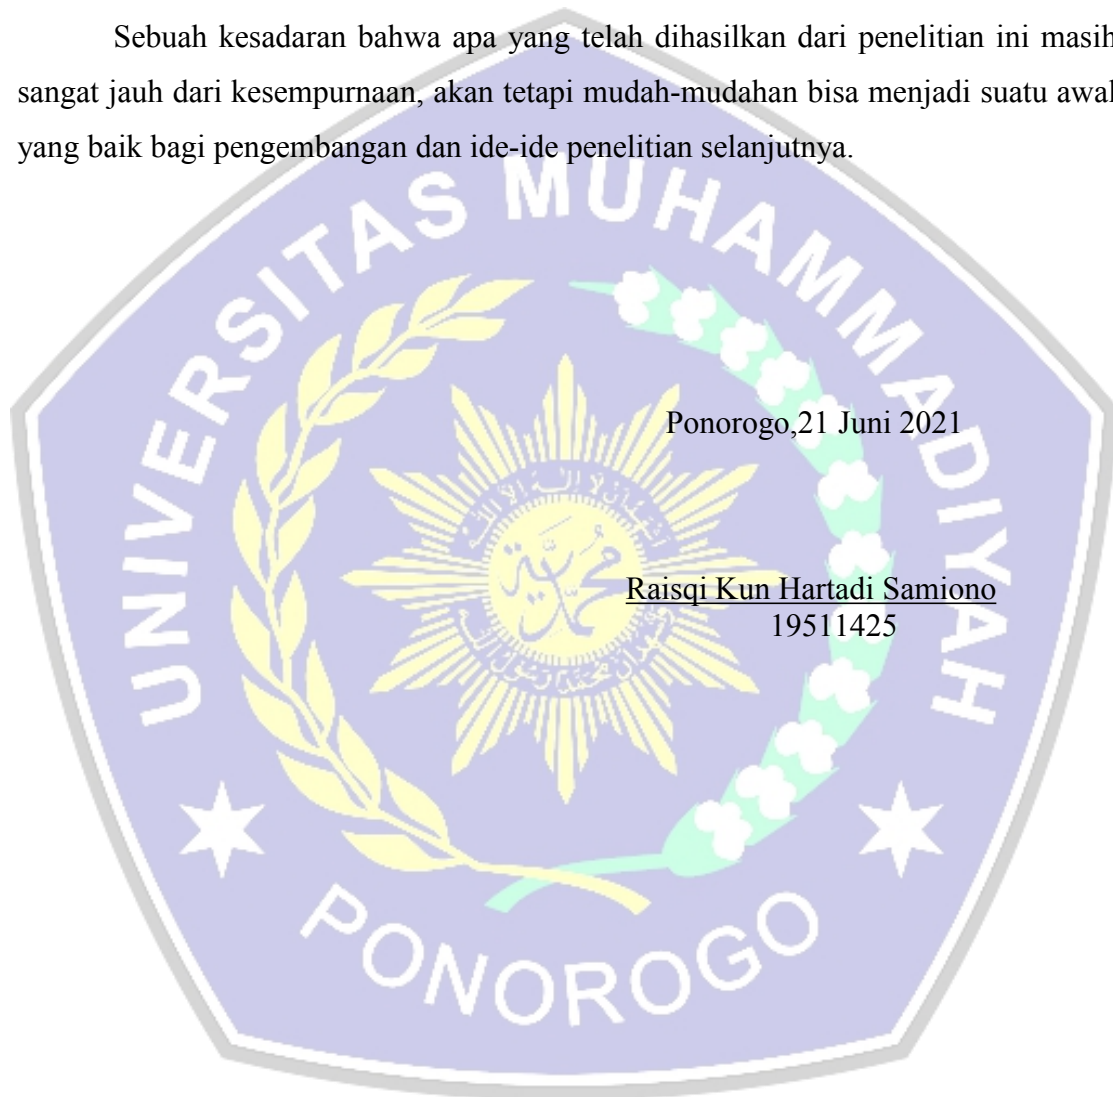 Sebuah kesadaran bahwa apa yang telah dihasilkan dari penelitian ini masih
sangat jauh dari kesempurnaan, akan tetapi mudah-mudahan bisa menjadi suatu awal
yang baik bagi pengembangan dan ide-ide penelitian selanjutnya.
UNIVERSITAS MUHAMMADIYAH
Ponorogo,21 Juni 2021
Raisqi Kun Hartadi Samiono
19511425
PONOROGO